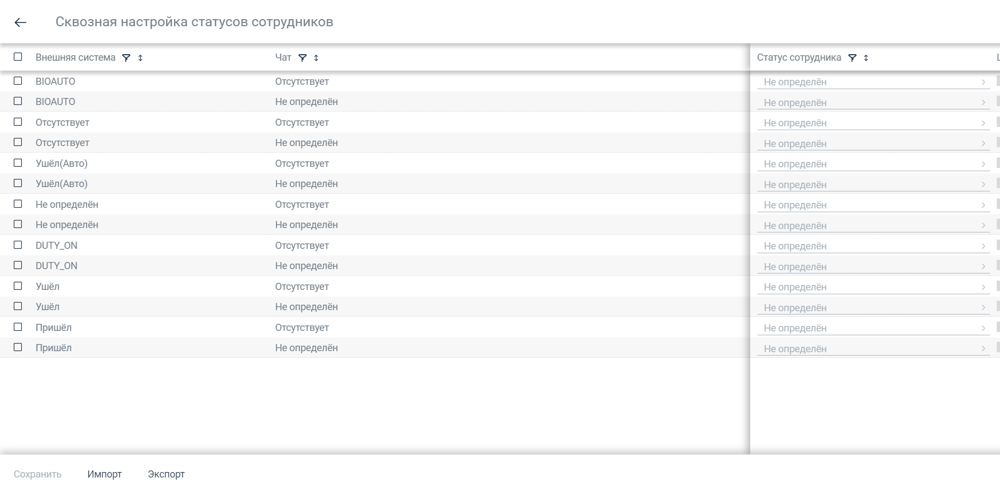 Сквозная настройка статусов сотрудников
Внешняя система Чат Статус сотрудника
BIOAUTO Отсутствует Не определён
BIOAUTO Не определён Не определён
Отсутствует Отсутствует Не определён
Отсутствует Не определён Не определён
Ушёл(Авто) Отсутствует Не определён
Ушёл(Авто) Не определён Не определён
Не определён Отсутствует Не определён
Не определён Не определён Не определён
DUTY_ON Отсутствует Не определён
DUTY_ON Не определён Не определён
Ушёл Отсутствует Не определён
Ушёл Не определён Не определён
Пришёл Отсутствует Не определён
Пришёл Не определён Не определён
Сохранить Импорт Экспорт